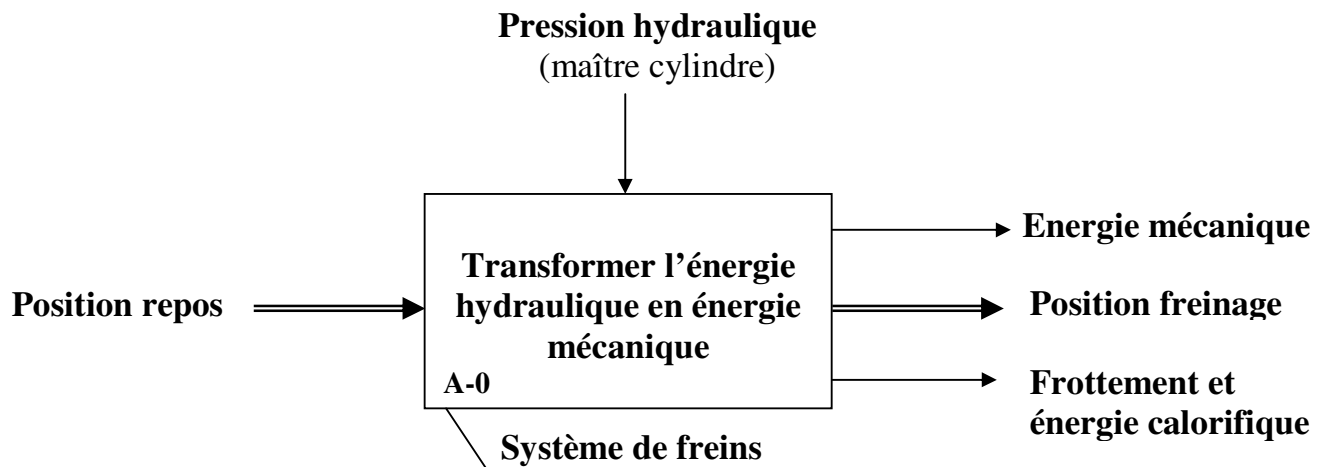 Pression hydraulique
(maître cylindre)
Energie mécanique
Transformer l'énergie
hydraulique en énergie
mécanique
Position repos
Position freinage
A-0
Frottement et
énergie calorifique
Système de freins